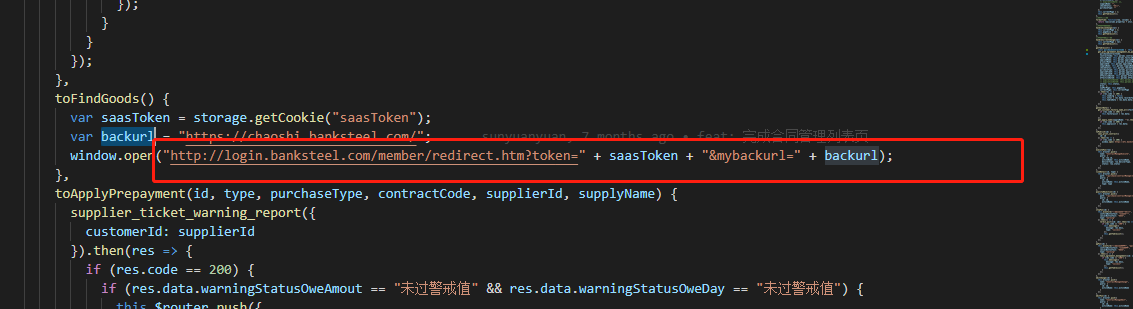 });
}
}
});
},
toFindGoods() {
var saasToken = storage.getCookie("saasToken");
var backurl = "https://chaoshi.banksteel.com/"; sunyuanyuan, 7 months ago • feat: 完成合同管理列表页
window.open("http://login.banksteel.com/member/redirect.htm?token=" + saasToken + "&mybackurl=" + backurl);
},
toApplyPrepayment(id, type, purchaseType, contractCode, supplierId, supplyName) {
supplier_ticket_warning_report({
customerId: supplierId
}).then(res => {
if (res.code == 200) {
if (res.data.warningStatusOweAmout == "未过警戒值" && res.data.warningStatusOweDay == "未过警戒值") {
this.$router.push({